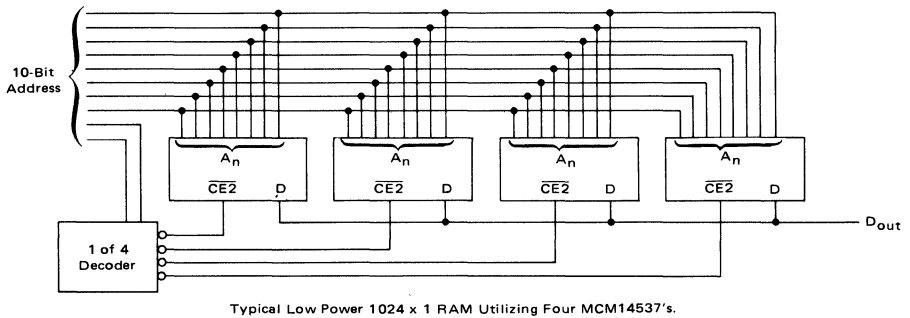 10-Bit
Address
An
An
An
An
CE2 D
CE2 D
CE2 D
CE2 D
Dout
1 of 4
Decoder
Typical Low Power 1024 x 1 RAM Utilizing Four MCM14537's.